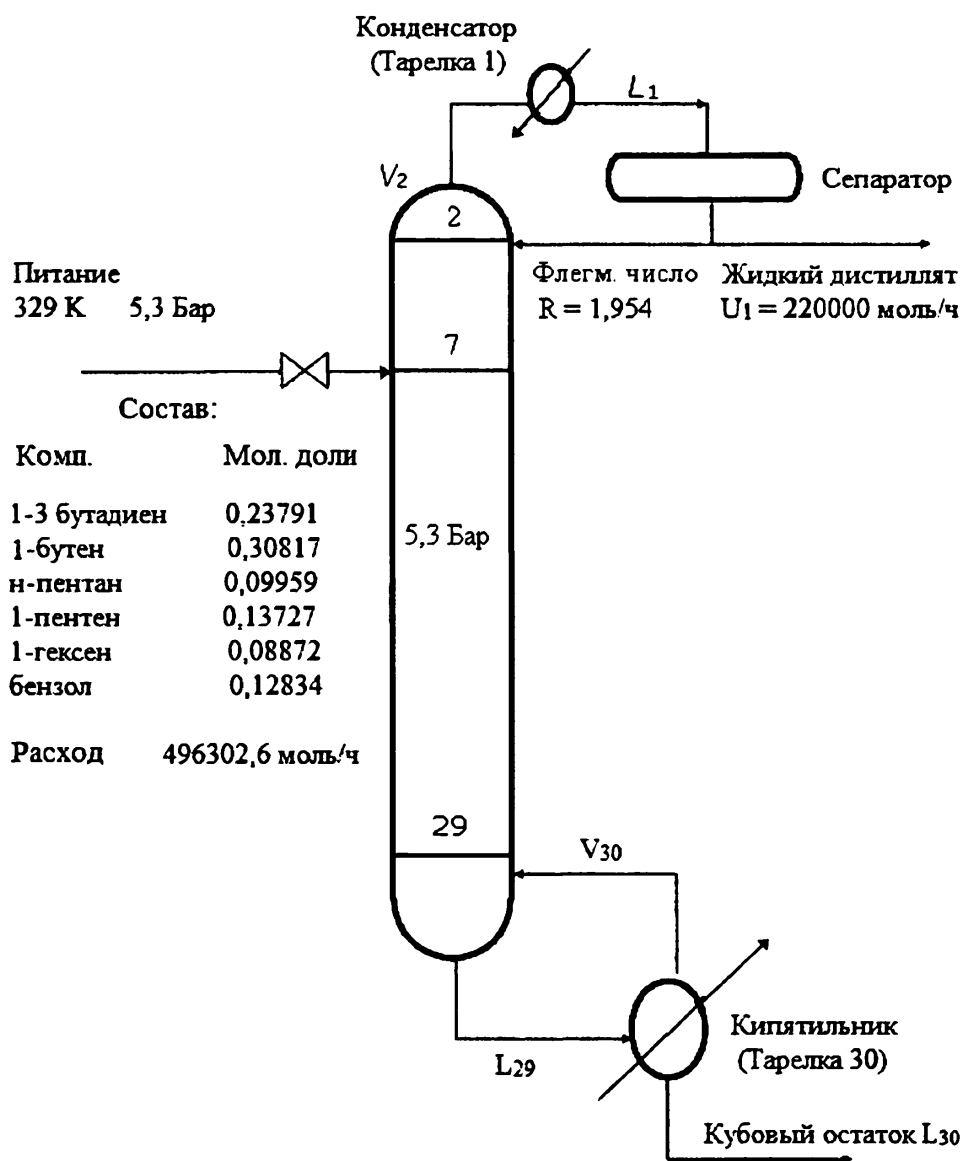 Конденсатор
(Тарелка 1)
L1
V2
Сепаратор
2
Питание
329 К 5,3 Бар
Флегм. число
R = 1,954
Жидкий дистиллят
U1 = 220000 моль/ч
7
Состав:
Комп. Мол. доли
1-3 бутадиен 0,23791
1-бутен 0,30817
н-пентан 0,09959
1-пентен 0,13727
1-гексен 0,08872
бензол 0,12834
5,3 Бар
Расход 496302,6 моль/ч
29
V30
L29
Кипятильник
(Тарелка 30)
Кубовый остаток L30